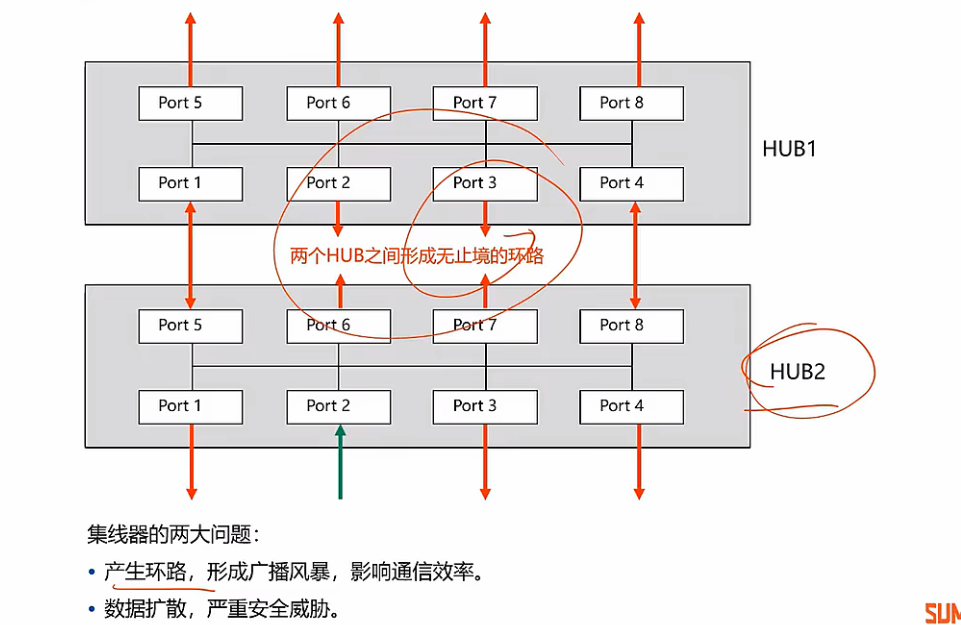 Port 5 Port 6 Port 7 Port 8
HUB1
Port 1 Port 2 Port 3 Port 4
两个HUB之间形成无止境的环路
Port 5 Port 6 Port 7 Port 8
HUB2
Port 1 Port 2 Port 3 Port 4
集线器的两大问题：
• 产生环路，形成广播风暴，影响通信效率。
• 数据扩散，严重安全威胁。